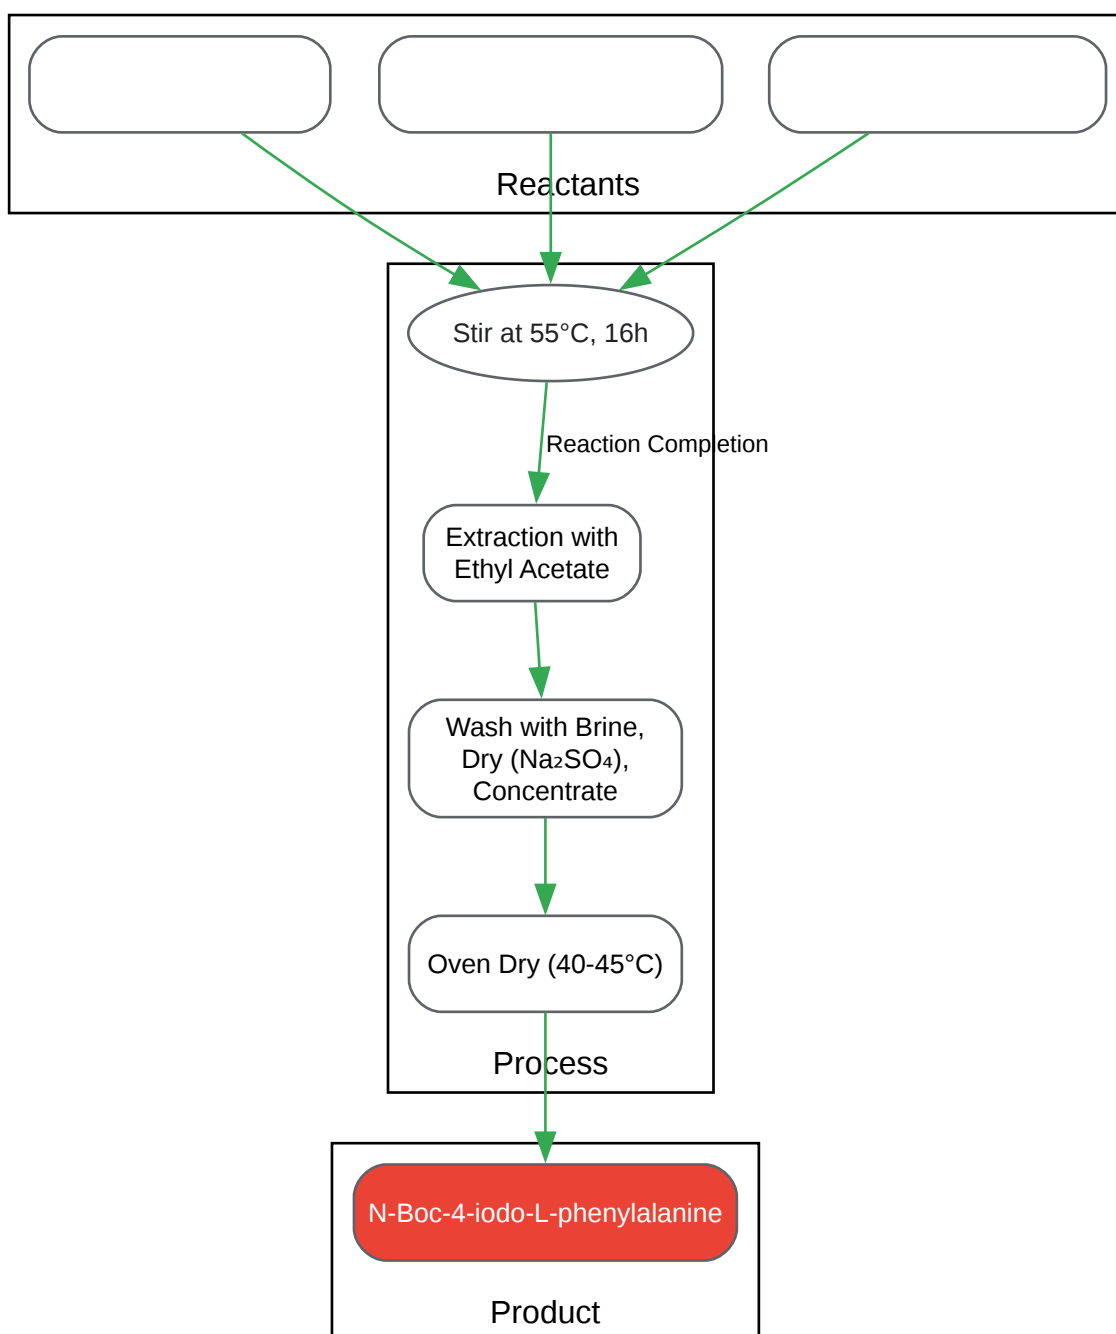 Reactants
Stir at 55°C, 16h
Reaction Completion
Extraction with
Ethyl Acetate
Wash with Brine,
Dry (Na₂SO₄),
Concentrate
Oven Dry (40-45°C)
Process
N-Boc-4-iodo-L-phenylalanine
Product